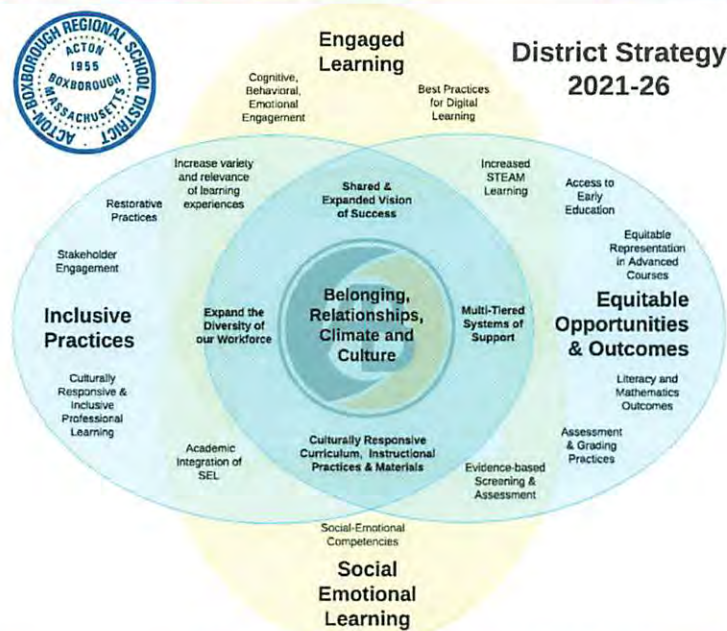 ACTON-BOXBOROUGH REGIONAL SCHOOL DISTRICT
ACTON
1955
BOXBOROUGH
MASSACHUSETTS
Engaged
Learning
District Strategy
2021-26
Cognitive,
Behavioral,
Emotional
Engagement
Best Practices
for Digital
Learning
Increase variety
and relevance
of learning
experiences
Shared &
Expanded Vision
of Success
Increased
STEAM
Learning
Access to
Early
Education
Restorative
Practices
Stakeholder
Engagement
Equitable
Representation
in Advanced
Courses
Inclusive
Practices
Expand the
Diversity of
our Workforce
Belonging,
Relationships,
Climate and
Culture
Multi-Tiered
Systems of
Support
Equitable
Opportunities
& Outcomes
Culturally
Responsive &
Inclusive
Professional
Learning
Literacy and
Mathematics
Outcomes
Academic
Integration of
SEL
Culturally Responsive
Curriculum, Instructional
Practices & Materials
Assessment
& Grading
Practices
Evidence-based
Screening &
Assessment
Social-Emotional
Competencies
Social
Emotional
Learning